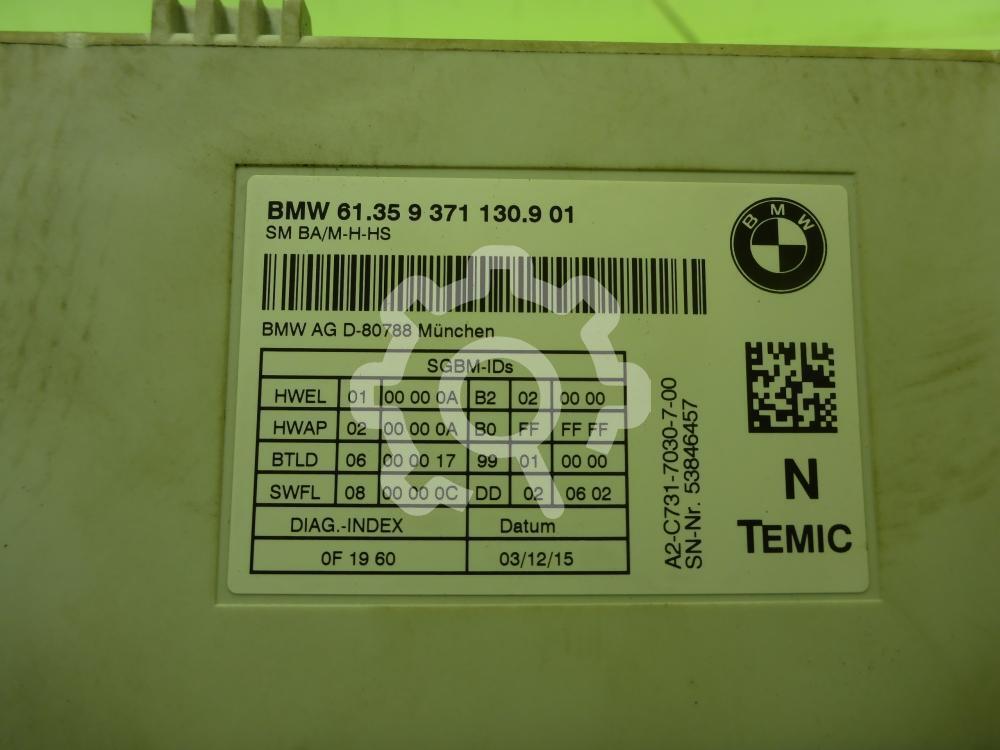 BMW 61.35 9 371 130.9 01
SM BA/M-H-HS
BMW
BMW AG D-80788 München
SGBM-IDs
HWEL 01 00 00 0A B2 02 00 00
HWAP 02 00 00 0A B0 FF FF FF
BTLD 06 00 00 17 99 01 00 00
SWFL 08 00 00 0C DD 02 06 02
DIAG.-INDEX Datum
0F 19 60 03/12/15
A2-C731-7030-7-00
SN-Nr. 53846457
N
TEMIC